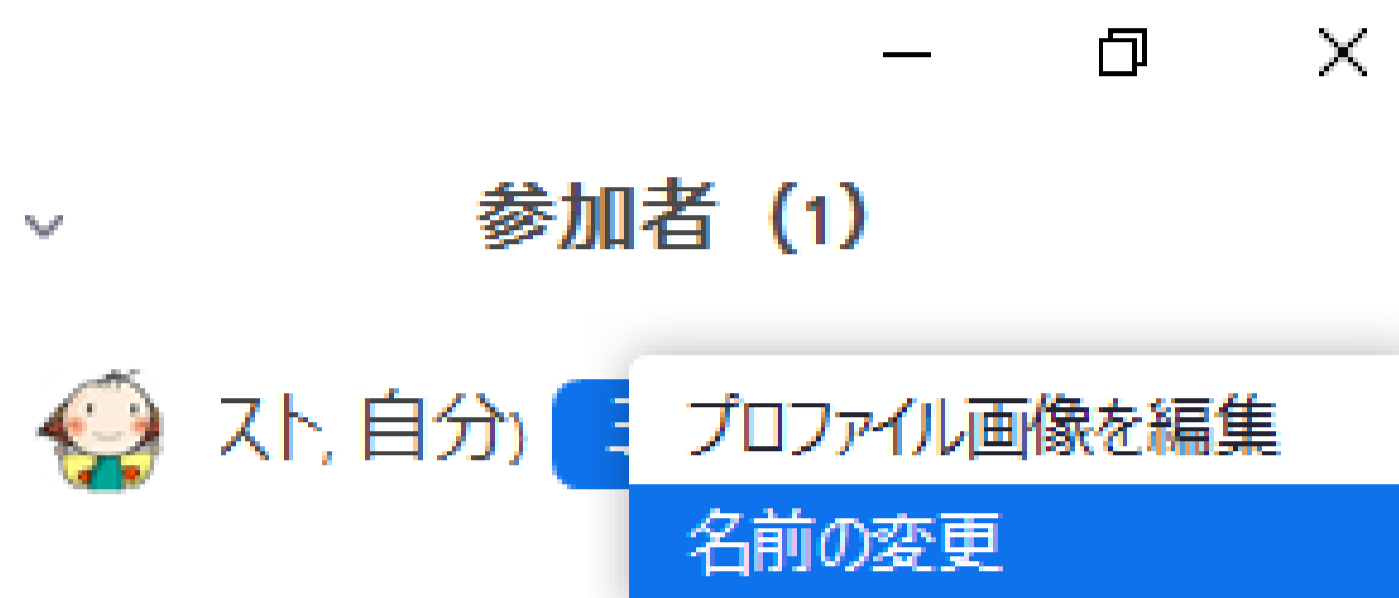 参加者（1）
スト, 自分)
プロファイル画像を編集
名前の変更